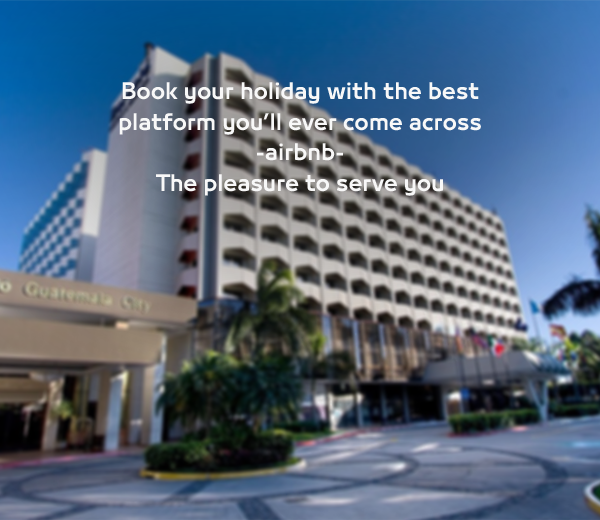 Book your holiday with the best
platform you'll ever come across
-airbnb-
The pleasure to serve you
Guatemala City